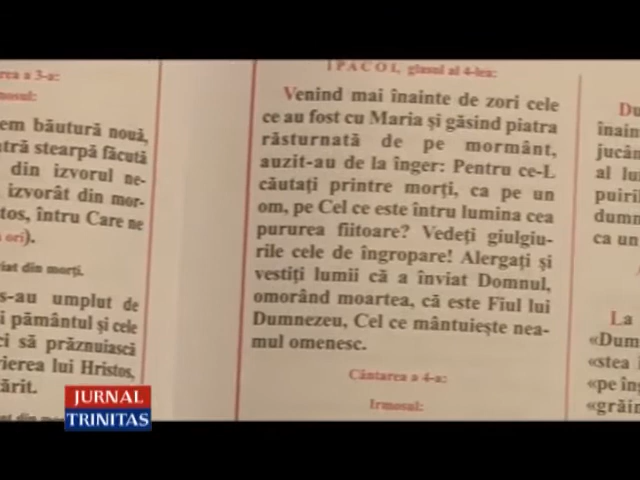 rea a 3-a:
mosul:
em băutură nouă,
atră stearpă făcută
din izvorul ne-
izvorât din mor-
stos, întru Care ne
ori).
iat din morți.
s-au umplut de
i pământul și cele
ci să prăznuiască
ierea lui Hristos,
ărit.
IPACOI, glasul al 4-lea:
Venind mai înainte de zori cele
ce au fost cu Maria și găsind piatra
răsturnată de pe mormânt,
auzit-au de la înger: Pentru ce-L
căutați printre morți, ca pe un
om, pe Cel ce este întru lumina cea
pururea fiitoare? Vedeți giulgiu-
rile cele de îngropare! Alergați și
vestiți lumii că a înviat Domnul,
omorând moartea, că este Fiul lui
Dumnezeu, Cel ce mântuiește nea-
mul omenesc.
Cântarea a 4-a:
Irmosul:
Du
înain
jucân
al lu
puiri
dumn
ca un
La
«Dum
«stea
«pe în
«grăin
JURNAL
TRINITAS